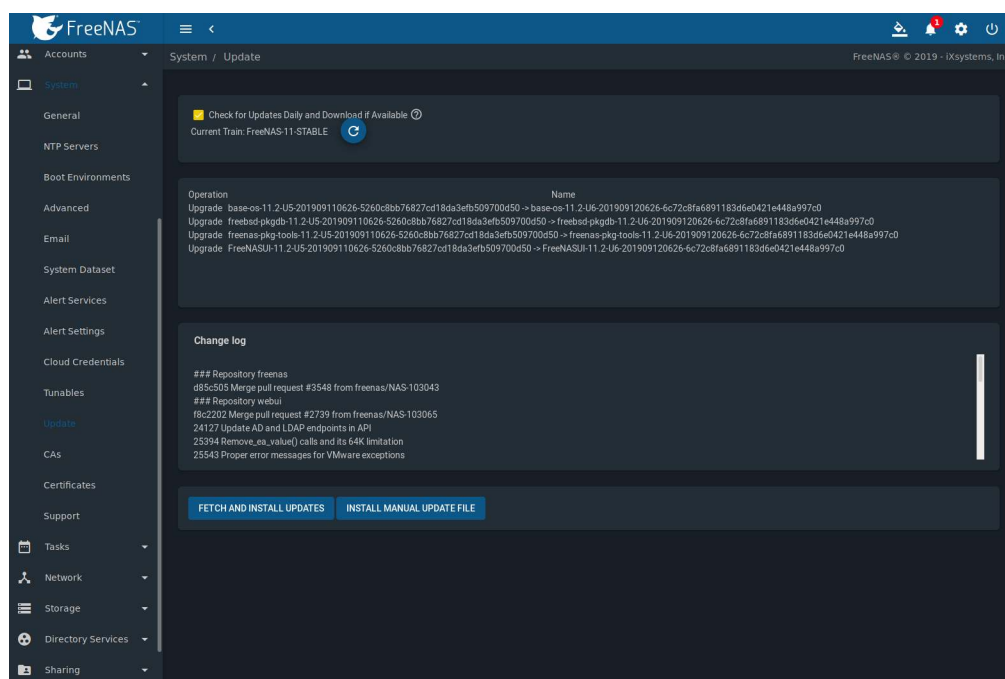 FreeNAS
1
Accounts
System / Update
FreeNAS® © 2019 - iXsystems, In
System
General
NTP Servers
Boot Environments
Advanced
Email
System Dataset
Alert Services
Alert Settings
Cloud Credentials
Tunables
Update
CAs
Certificates
Support
Tasks
Network
Storage
Directory Services
Sharing
Check for Updates Daily and Download if Available
Current Train: FreeNAS-11-STABLE
Operation Name
Upgrade base-os-11.2-U5-201909110626-5260c8bb76827cd18da3efb509700d50 -> base-os-11.2-U6-201909120626-6c72c8fa6891183d6e0421e448a997c0
Upgrade freebsd-pkgdb-11.2-U5-201909110626-5260c8bb76827cd18da3efb509700d50 -> freebsd-pkgdb-11.2-U6-201909120626-6c72c8fa6891183d6e0421e448a997c0
Upgrade freenas-pkg-tools-11.2-U5-201909110626-5260c8bb76827cd18da3efb509700d50 -> freenas-pkg-tools-11.2-U6-201909120626-6c72c8fa6891183d6e0421e448a997c0
Upgrade FreeNASUI-11.2-U5-201909110626-5260c8bb76827cd18da3efb509700d50 -> FreeNASUI-11.2-U6-201909120626-6c72c8fa6891183d6e0421e448a997c0
Change log
### Repository freenas
d85c505 Merge pull request #3548 from freenas/NAS-103043
### Repository webui
f8c2202 Merge pull request #2739 from freenas/NAS-103065
24127 Update AD and LDAP endpoints in API
25394 Remove_ea_value() calls and its 64K limitation
25543 Proper error messages for VMware exceptions
FETCH AND INSTALL UPDATES
INSTALL MANUAL UPDATE FILE